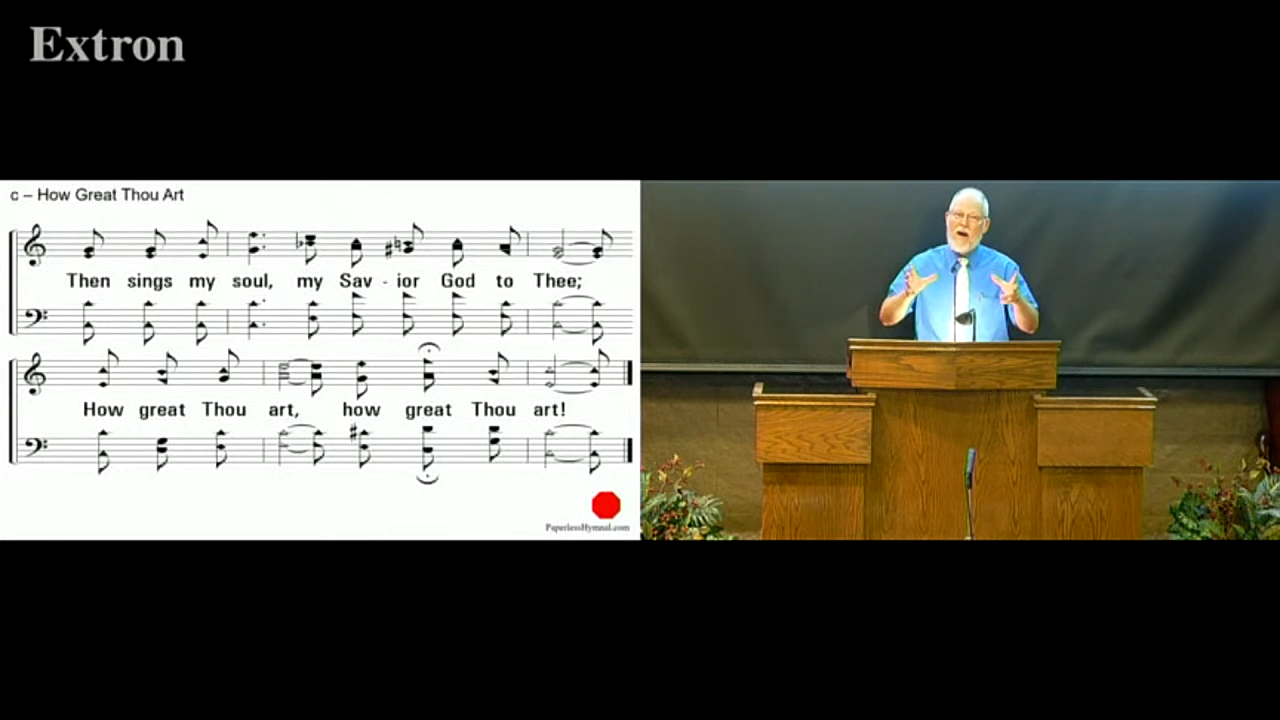 Extron
c – How Great Thou Art
Then sings my soul, my Sav - ior God to Thee;
How great Thou art, how great Thou art!
PaperlessHymnal.com